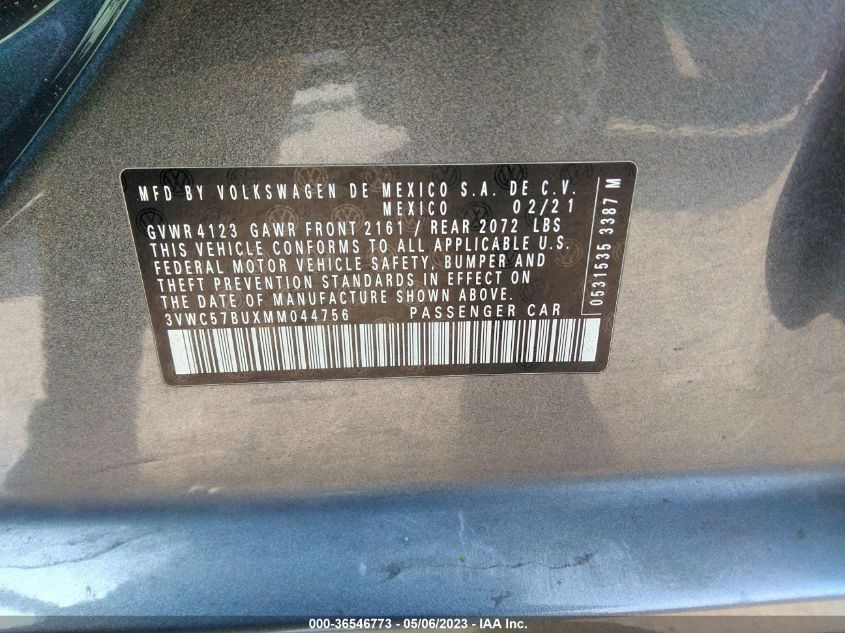 MFD BY VOLKSWAGEN DE MEXICO S.A. DE C.V.
MEXICO 02/21
GVWR 4123 GAWR FRONT 2161 / REAR 2072 LBS
THIS VEHICLE CONFORMS TO ALL APPLICABLE U.S.
FEDERAL MOTOR VEHICLE SAFETY, BUMPER AND
THEFT PREVENTION STANDARDS IN EFFECT ON
THE DATE OF MANUFACTURE SHOWN ABOVE.
3VWC57BUXMM044756 PASSENGER CAR
0531535 3387 M
000-36546773 - 05/06/2023 - IAA Inc.